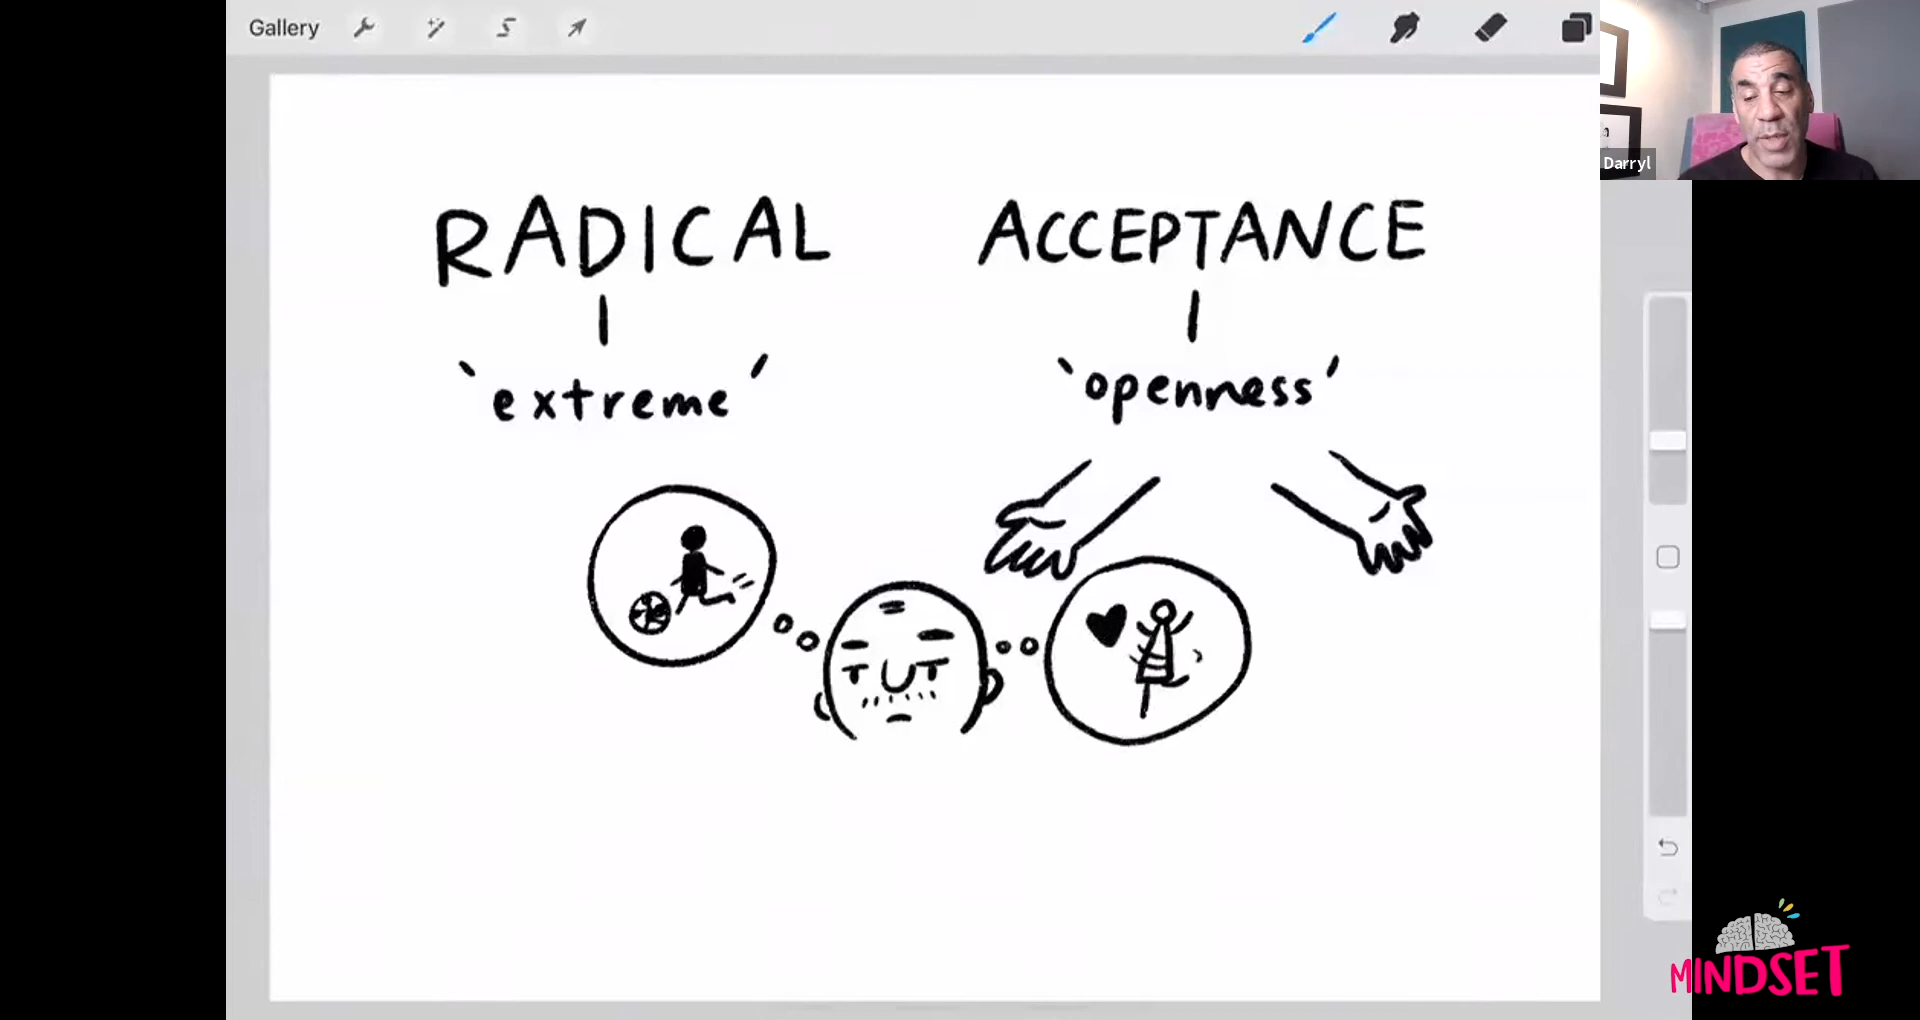 Gallery
Darryl
RADICAL ACCEPTANCE
'extreme' 'openness'
MINDSET